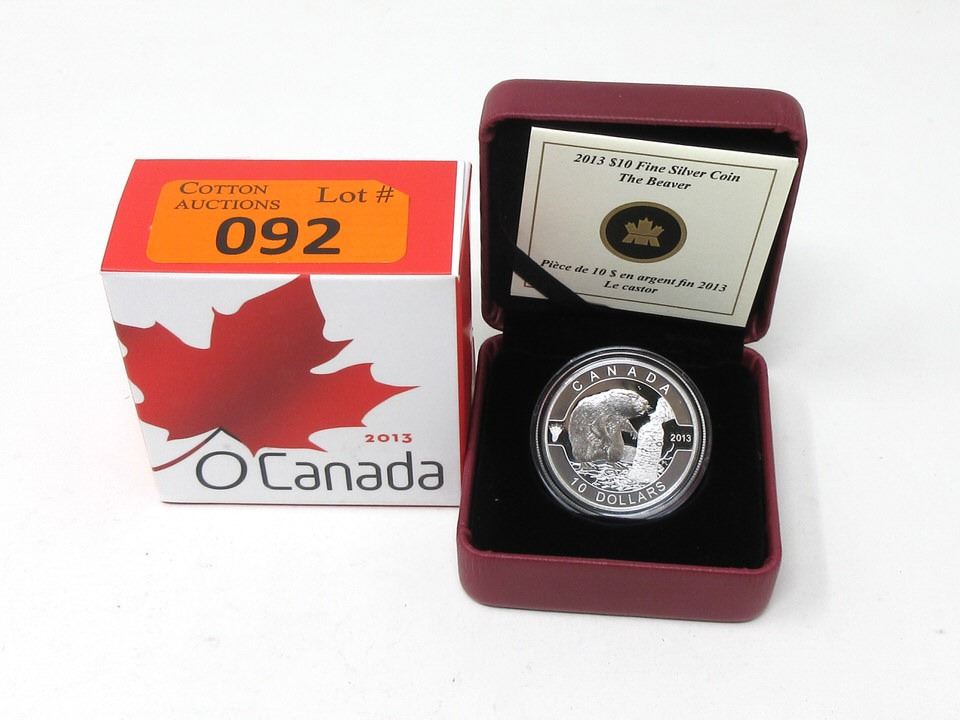 COTTON
AUCTIONS
Lot #
092
2013
O Canada
2013 $10 Fine Silver Coin
The Beaver
Pièce de 10 $ en argent fin 2013
Le castor
CANADA
2013
10 DOLLARS